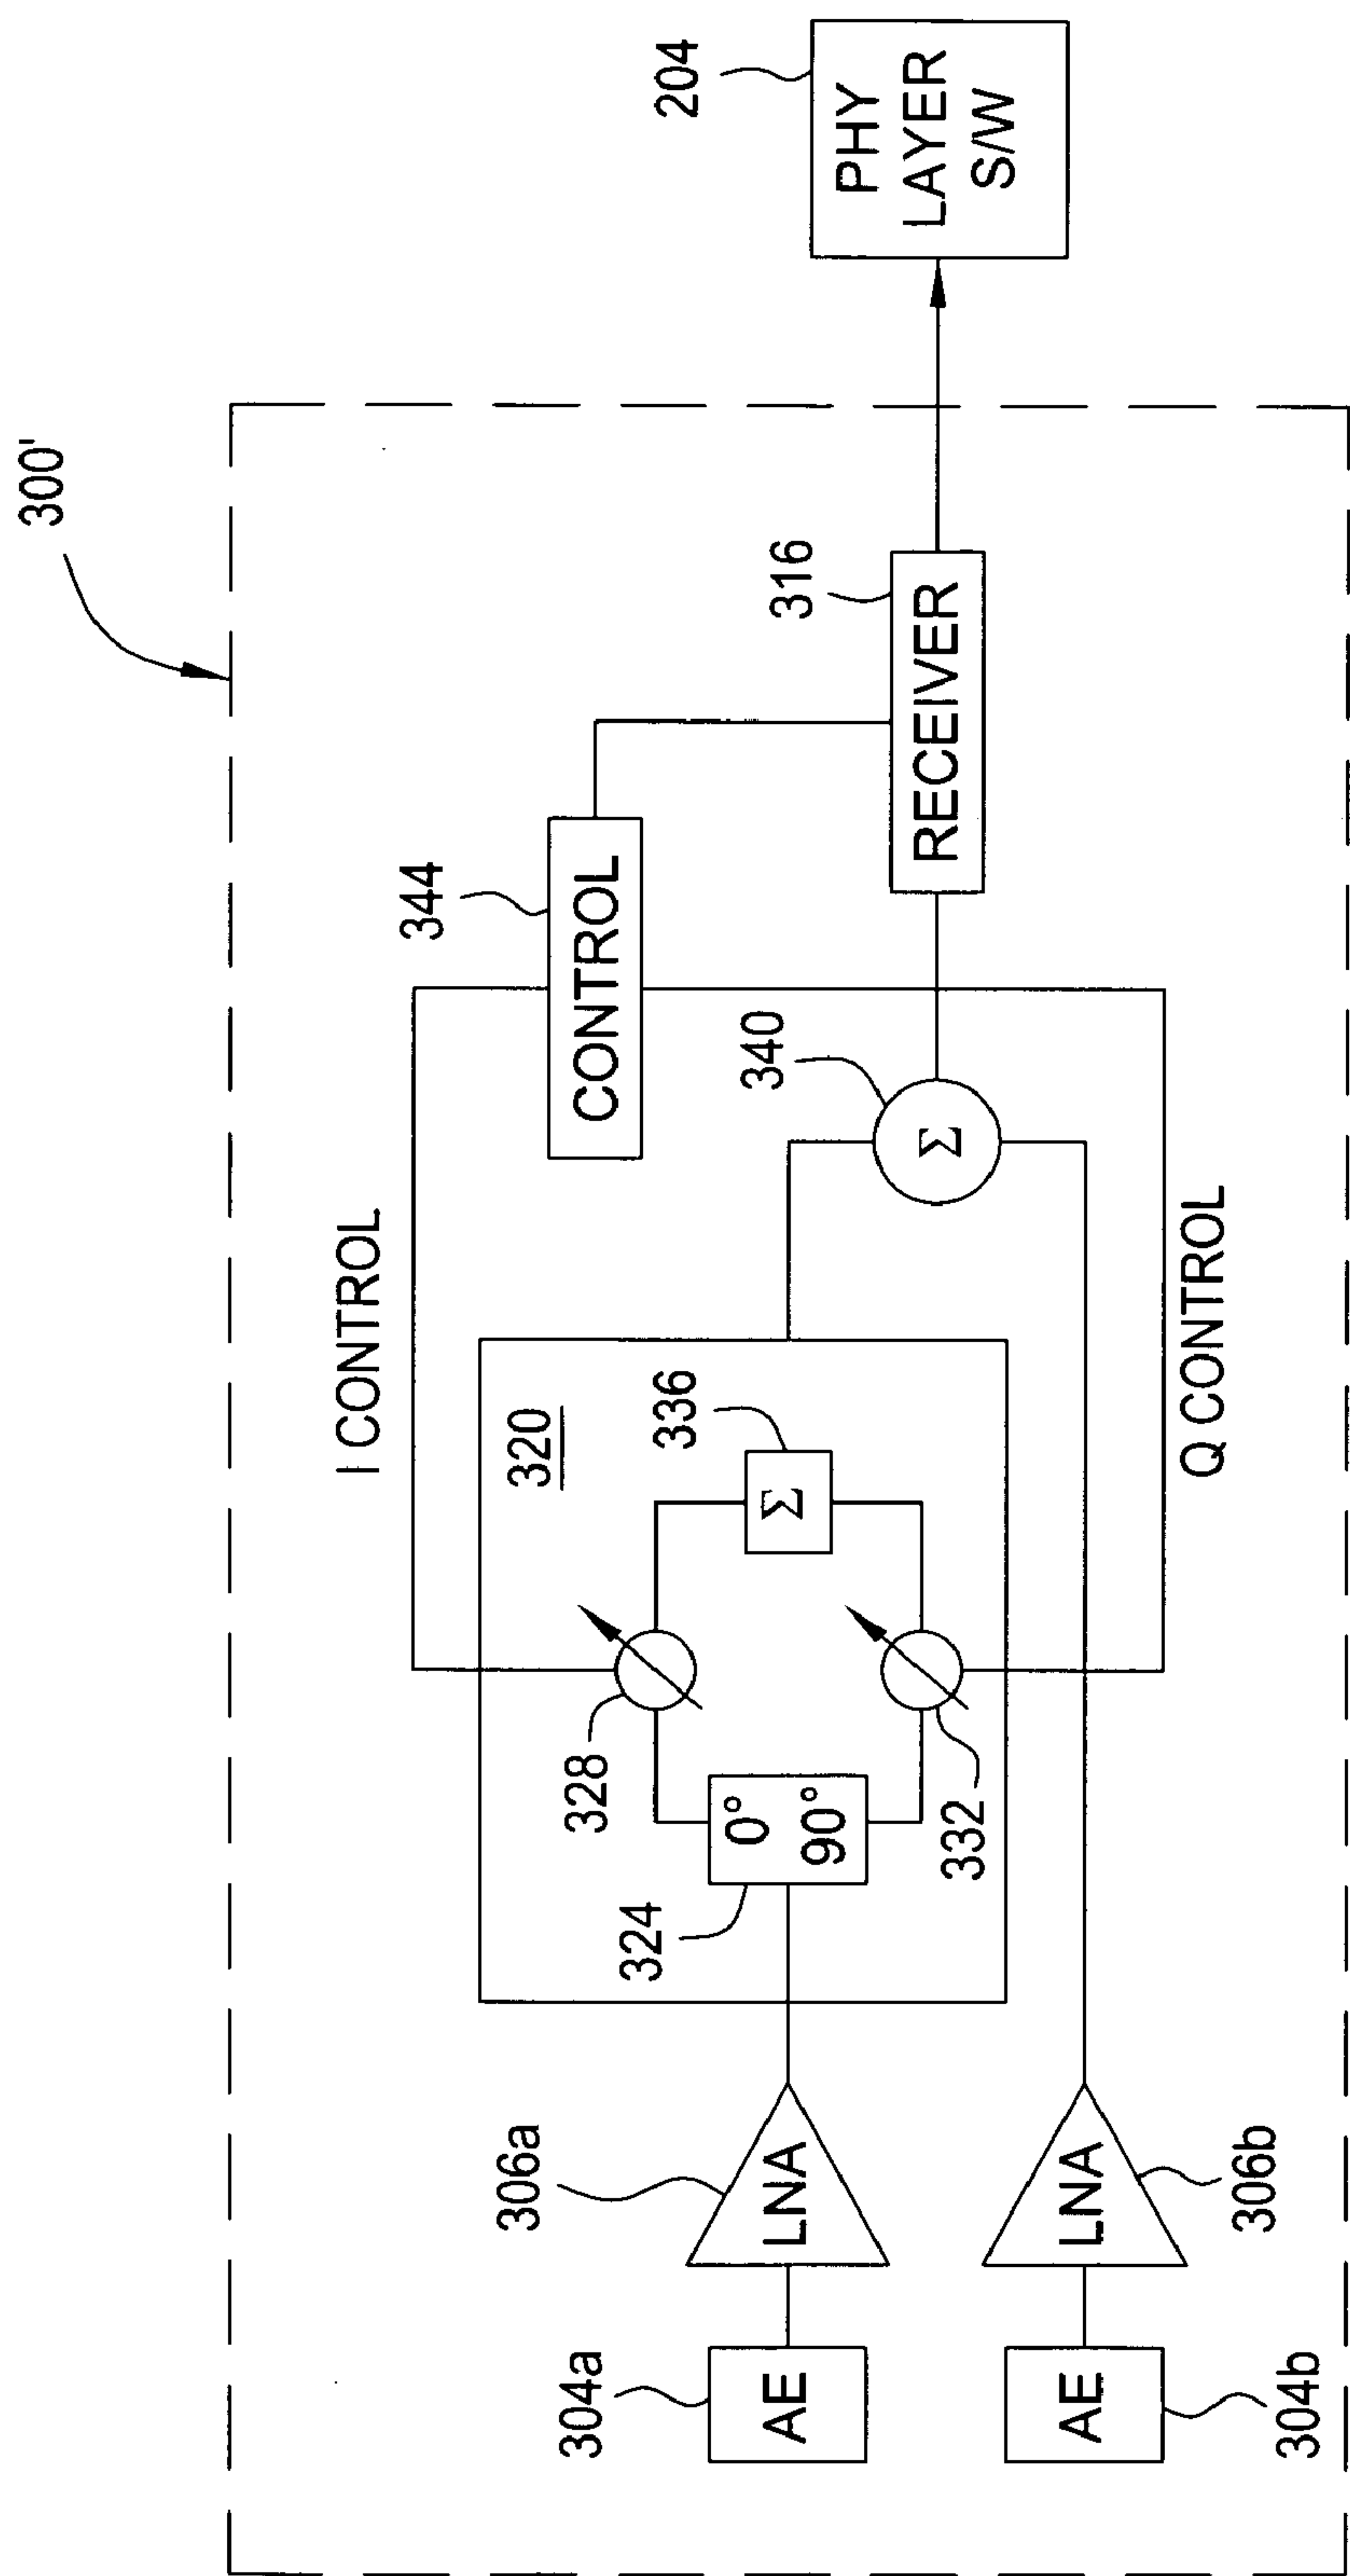 300'
204
PHY
LAYER
S/W
I CONTROL
344
CONTROL
316
RECEIVER
320
336
Σ
340
Σ
328
324
0°
90°
332
Q CONTROL
306a
LNA
306b
LNA
304a
AE
304b
AE